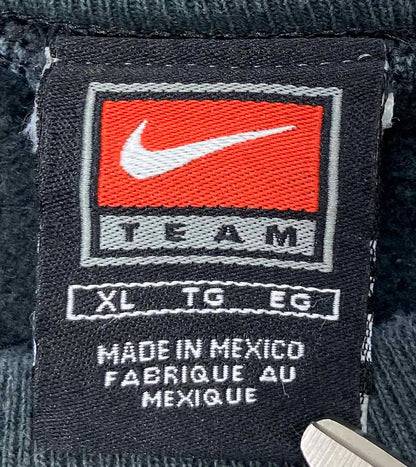 TEAM
XL TG EG
MADE IN MEXICO
FABRIQUE AU
MEXIQUE